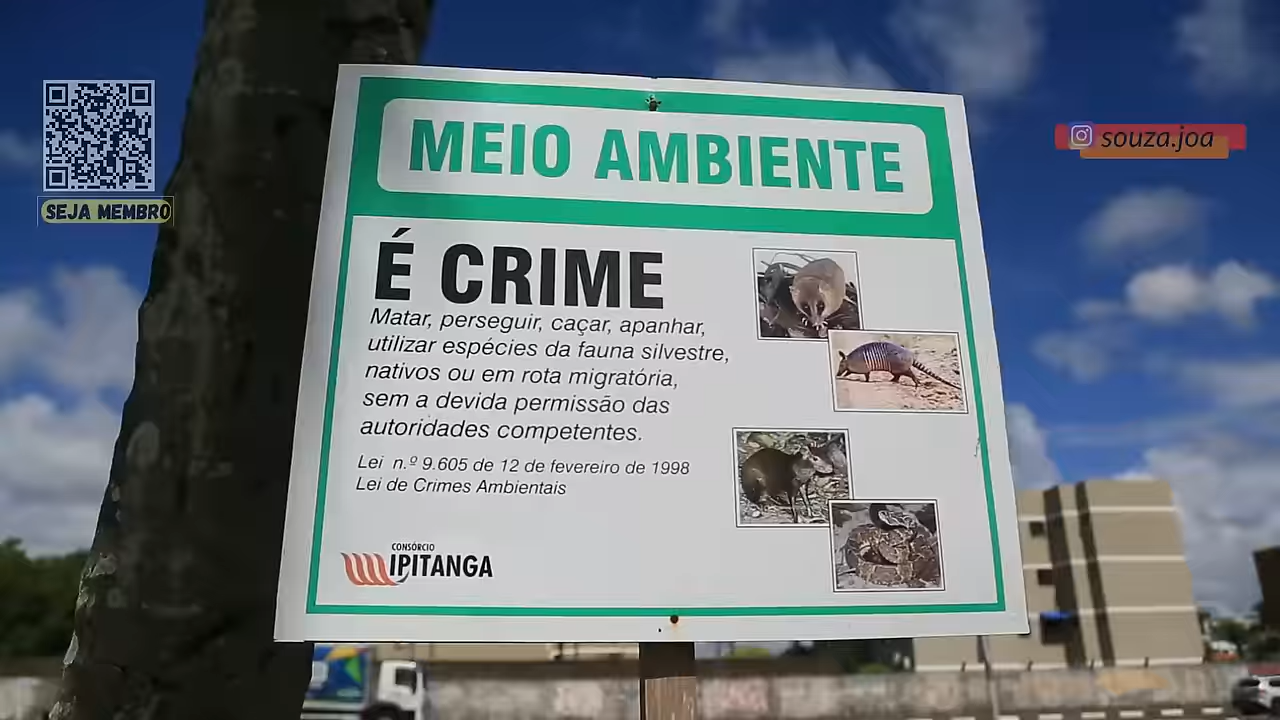 MEIO AMBIENTE
É CRIME
Matar, perseguir, caçar, apanhar,
utilizar espécies da fauna silvestre,
nativos ou em rota migratória,
sem a devida permissão das
autoridades competentes.
Lei n.º 9.605 de 12 de fevereiro de 1998
Lei de Crimes Ambientais
CONSÓRCIO
IPITANGA
SEJA MEMBRO
souza.joa